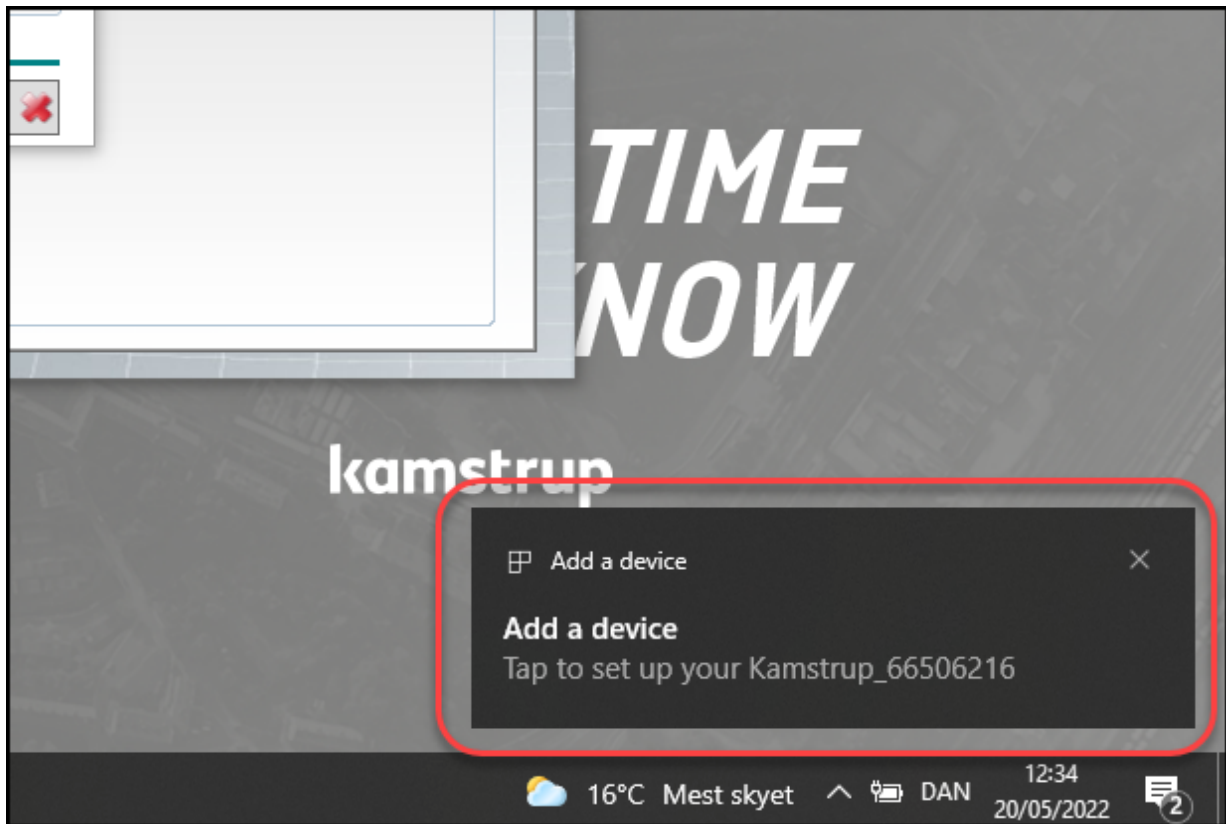 TIME
KNOW
kamstrup
Add a device
Add a device
Tap to set up your Kamstrup_66506216
16°C Mest skyet
DAN
12:34
20/05/2022
2